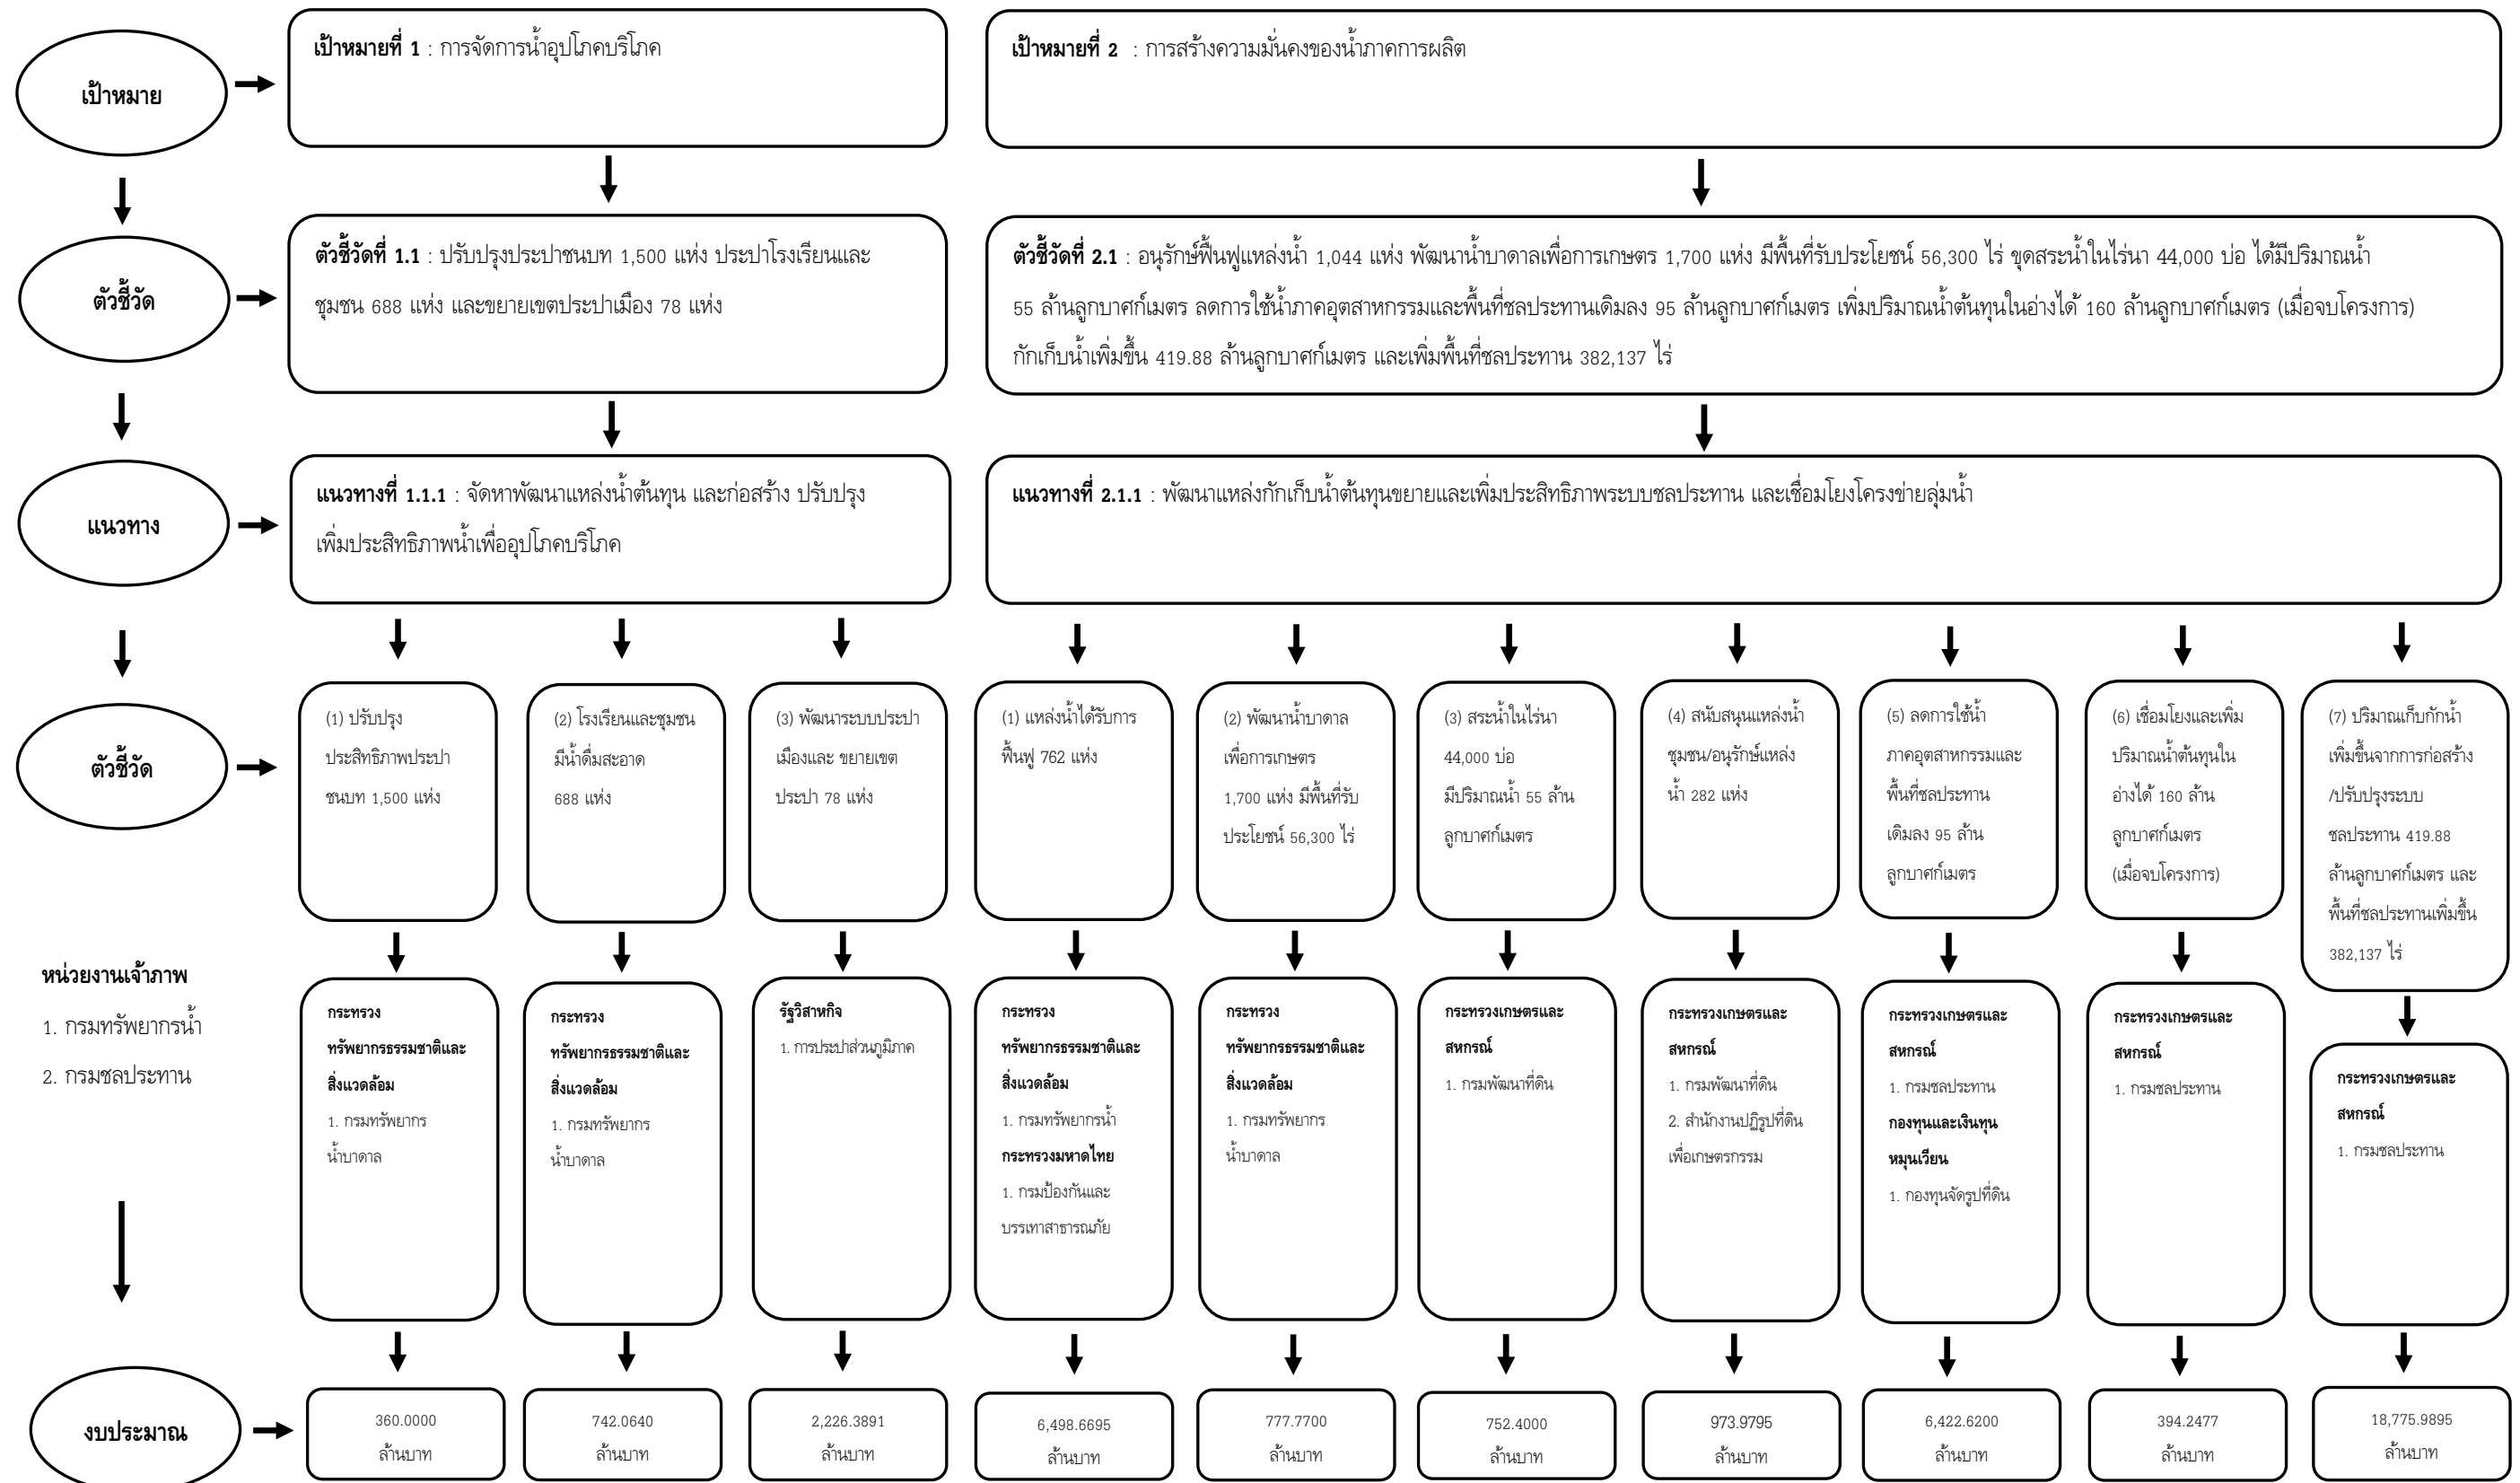 เป้าหมาย
เป้าหมายที่ 1 : การจัดการน้ำอุปโภคบริโภค
เป้าหมายที่ 2 : การสร้างความมั่นคงของน้ำภาคการผลิต
ตัวชี้วัด
ตัวชี้วัดที่ 1.1 : ปรับปรุงประปาชนบท 1,500 แห่ง ประปาโรงเรียนและ
ชุมชน 688 แห่ง และขยายเขตประปาเมือง 78 แห่ง
ตัวชี้วัดที่ 2.1 : อนุรักษ์ฟื้นฟูแหล่งน้ำ 1,044 แห่ง พัฒนาน้ำบาดาลเพื่อการเกษตร 1,700 แห่ง มีพื้นที่รับประโยชน์ 56,300 ไร่ ขุดสระน้ำในไร่นา 44,000 บ่อ ได้มีปริมาณน้ำ
55 ล้านลูกบาศก์เมตร ลดการใช้น้ำภาคอุตสาหกรรมและพื้นที่ชลประทานเดิมลง 95 ล้านลูกบาศก์เมตร เพิ่มปริมาณน้ำต้นทุนในอ่างได้ 160 ล้านลูกบาศก์เมตร (เมื่อจบโครงการ)
กักเก็บน้ำเพิ่มขึ้น 419.88 ล้านลูกบาศก์เมตร และเพิ่มพื้นที่ชลประทาน 382,137 ไร่
แนวทาง
แนวทางที่ 1.1.1 : จัดหาพัฒนาแหล่งน้ำต้นทุน และก่อสร้าง ปรับปรุง
เพิ่มประสิทธิภาพน้ำเพื่ออุปโภคบริโภค
แนวทางที่ 2.1.1 : พัฒนาแหล่งกักเก็บน้ำต้นทุนขยายและเพิ่มประสิทธิภาพระบบชลประทาน และเชื่อมโยงโครงข่ายลุ่มน้ำ
ตัวชี้วัด
(1) ปรับปรุง
ประสิทธิภาพประปา
ชนบท 1,500 แห่ง
(2) โรงเรียนและชุมชน
มีน้ำดื่มสะอาด
688 แห่ง
(3) พัฒนาระบบประปา
เมืองและ ขยายเขต
ประปา 78 แห่ง
(1) แหล่งน้ำได้รับการ
ฟื้นฟู 762 แห่ง
(2) พัฒนาน้ำบาดาล
เพื่อการเกษตร
1,700 แห่ง มีพื้นที่รับ
ประโยชน์ 56,300 ไร่
(3) สระน้ำในไร่นา
44,000 บ่อ
มีปริมาณน้ำ 55 ล้าน
ลูกบาศก์เมตร
(4) สนับสนุนแหล่งน้ำ
ชุมชน/อนุรักษ์แหล่ง
น้ำ 282 แห่ง
(5) ลดการใช้น้ำ
ภาคอุตสาหกรรมและ
พื้นที่ชลประทาน
เดิมลง 95 ล้าน
ลูกบาศก์เมตร
(6) เชื่อมโยงและเพิ่ม
ปริมาณน้ำต้นทุนใน
อ่างได้ 160 ล้าน
ลูกบาศก์เมตร
(เมื่อจบโครงการ)
(7) ปริมาณเก็บกักน้ำ
เพิ่มขึ้นจากการก่อสร้าง
/ปรับปรุงระบบ
ชลประทาน 419.88
ล้านลูกบาศก์เมตร และ
พื้นที่ชลประทานเพิ่มขึ้น
382,137 ไร่
หน่วยงานเจ้าภาพ
1. กรมทรัพยากรน้ำ
2. กรมชลประทาน
กระทรวง
ทรัพยากรธรรมชาติและ
สิ่งแวดล้อม
1. กรมทรัพยากร
น้ำบาดาล
กระทรวง
ทรัพยากรธรรมชาติและ
สิ่งแวดล้อม
1. กรมทรัพยากร
น้ำบาดาล
รัฐวิสาหกิจ
1. การประปาส่วนภูมิภาค
กระทรวง
ทรัพยากรธรรมชาติและ
สิ่งแวดล้อม
1. กรมทรัพยากรน้ำ
กระทรวงมหาดไทย
1. กรมป้องกันและ
บรรเทาสาธารณภัย
กระทรวง
ทรัพยากรธรรมชาติและ
สิ่งแวดล้อม
1. กรมทรัพยากร
น้ำบาดาล
กระทรวงเกษตรและ
สหกรณ์
1. กรมพัฒนาที่ดิน
กระทรวงเกษตรและ
สหกรณ์
1. กรมพัฒนาที่ดิน
2. สำนักงานปฏิรูปที่ดิน
เพื่อเกษตรกรรม
กระทรวงเกษตรและ
สหกรณ์
1. กรมชลประทาน
กองทุนและเงินทุน
หมุนเวียน
1. กองทุนจัดรูปที่ดิน
กระทรวงเกษตรและ
สหกรณ์
1. กรมชลประทาน
กระทรวงเกษตรและ
สหกรณ์
1. กรมชลประทาน
งบประมาณ
360.0000
ล้านบาท
742.0640
ล้านบาท
2,226.3891
ล้านบาท
6,498.6695
ล้านบาท
777.7700
ล้านบาท
752.4000
ล้านบาท
973.9795
ล้านบาท
6,422.6200
ล้านบาท
394.2477
ล้านบาท
18,775.9895
ล้านบาท